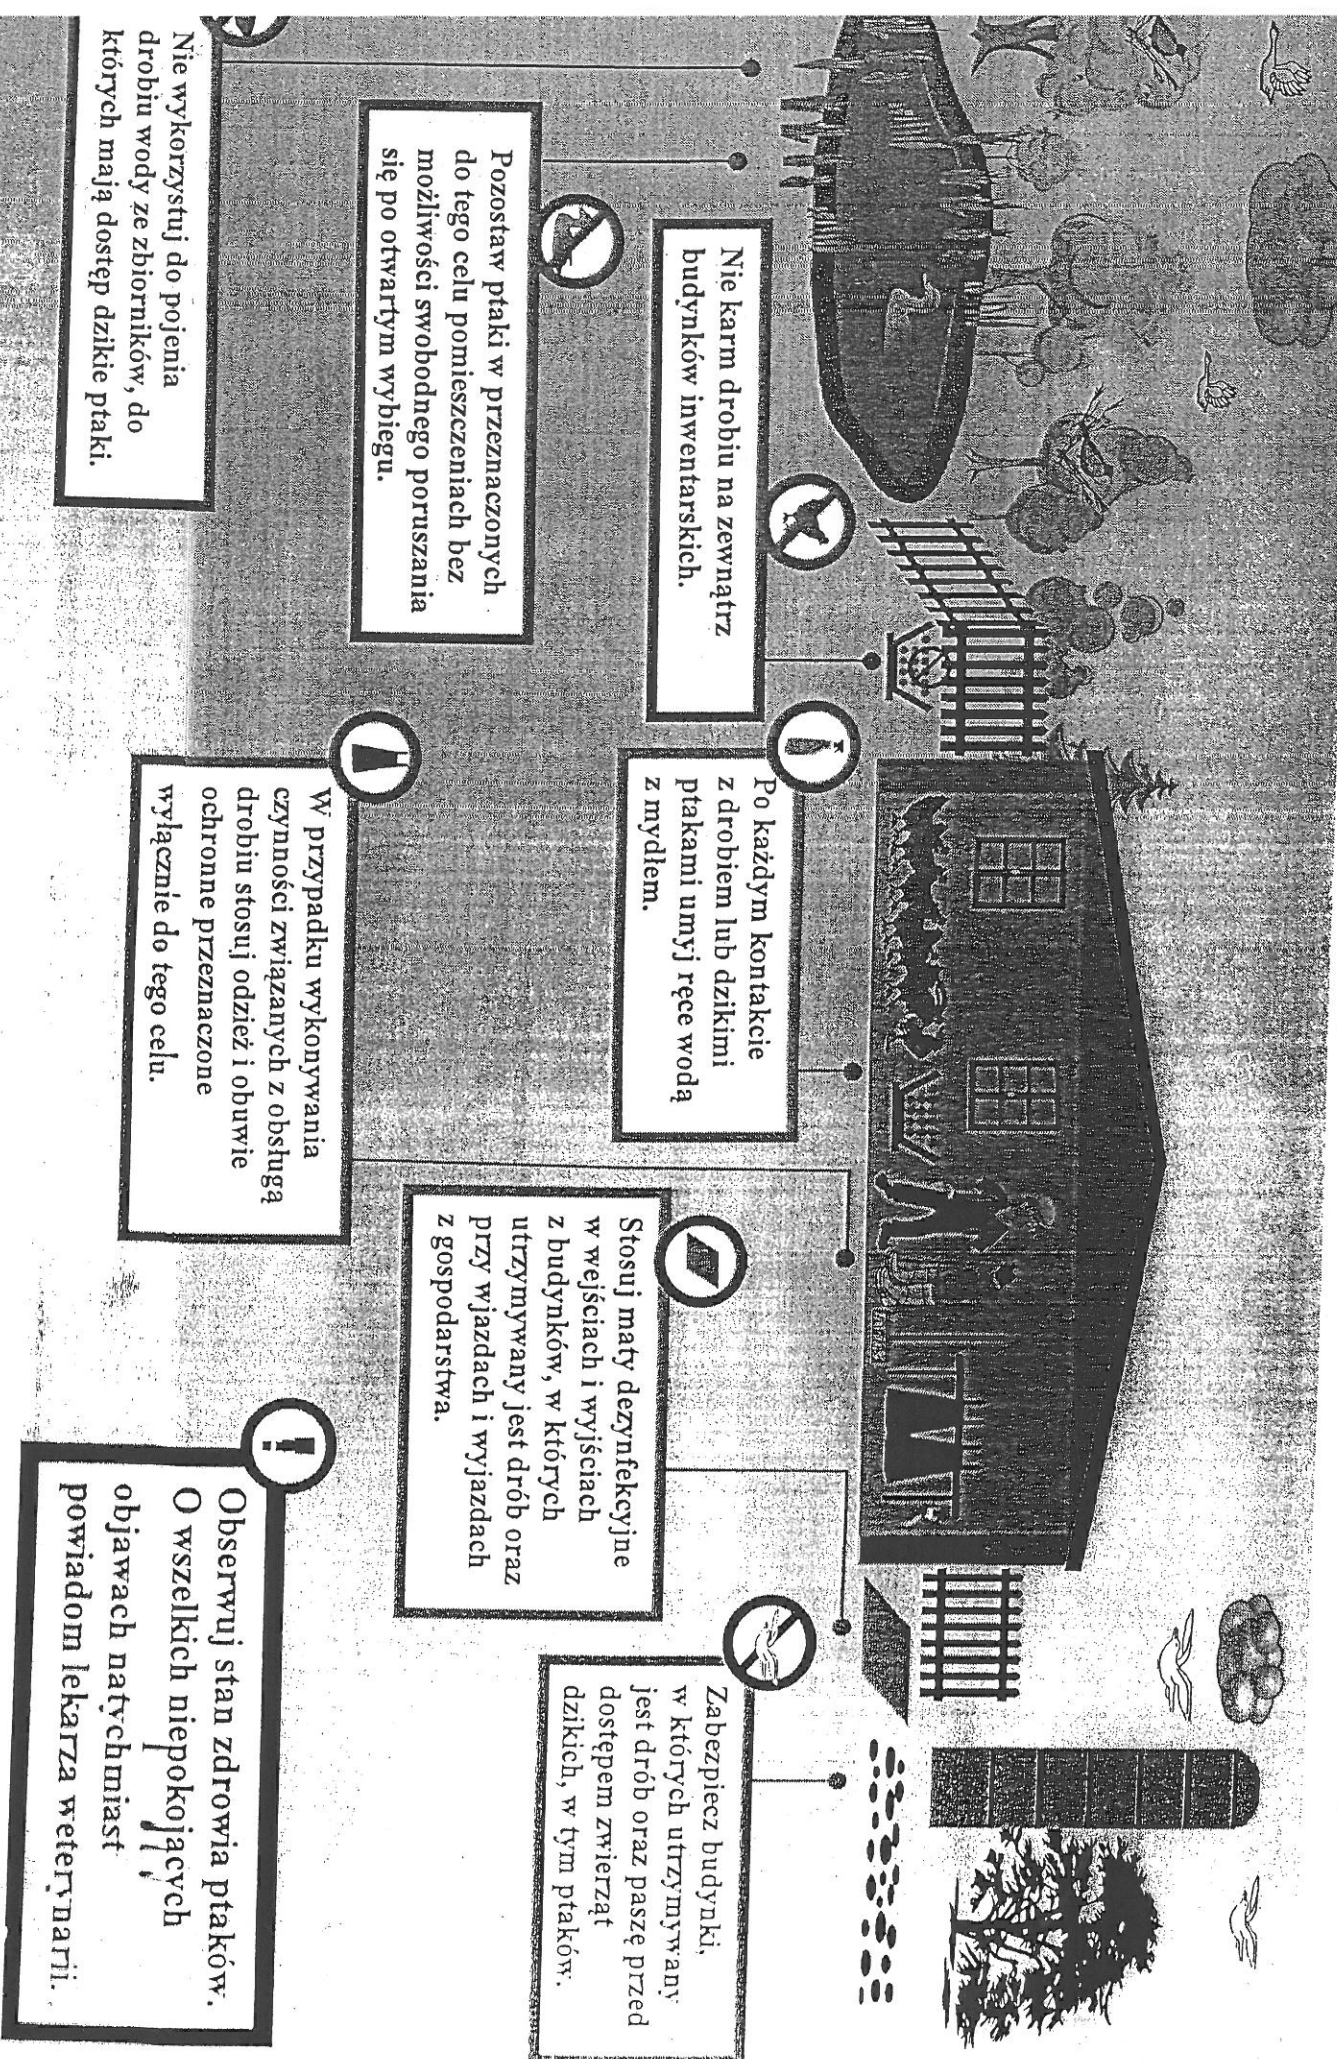 Nie wykorzystuj do pojenia
drobiu wody ze zbiorników, do
których mają dostęp dzikie ptaki.
Pozostaw ptaki w przeznaczonych
do tego celu pomieszczeniach bez
możliwości swobodnego poruszania
się po otwartym wybiegu.
Nie karm drobiu na zewnątrz
budynków inwentarskich.
Po każdym kontakcie
z drobiem lub dzikimi
ptakami umyj ręce wodą
z mydłem.
W przypadku wykonywania
czynności związanych z obsługą
drobiu stosuj odzież i obuwie
ochronne przeznaczone
wyłącznie do tego celu.
Stosuj maty dezynfekcyjne
w wejściach i wyjściach
z budynków, w których
utrzymywany jest drób oraz
przy wjazdach i wyjazdach
z gospodarstwa.
Zabezpiecz budynki,
w których utrzymywany
jest drób oraz paszę przed
dostępem zwierząt
dzikich, w tym ptaków.
Obserwuj stan zdrowia ptaków.
O wszelkich niepokojących
objawach natychmiast
powiadom lekarza weterynarii.